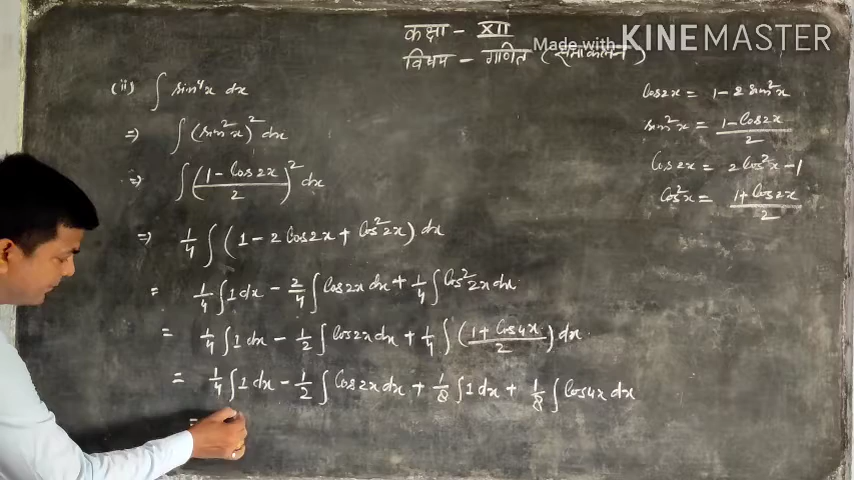 कक्षा - XII
विषय - गणित (समाकलन)
Made with KINEMASTER
(ii) ∫ sin⁴x dx
⇒ ∫ (sin²x)² dx
⇒ ∫ ((1 - Cos2x)/2)² dx
⇒ 1/4 ∫ (1 - 2 Cos2x + Cos²2x) dx
= 1/4 ∫ 1 dx - 2/4 ∫ Cos2x dx + 1/4 ∫ Cos²2x dx
= 1/4 ∫ 1 dx - 1/2 ∫ Cos2x dx + 1/4 ∫ ((1 + Cos4x)/2) dx
= 1/4 ∫ 1 dx - 1/2 ∫ Cos2x dx + 1/8 ∫ 1 dx + 1/8 ∫ Cos4x dx
=
Cos2x = 1 - 2 sin²x
sin²x = (1 - Cos2x)/2
Cos2x = 2Cos²x - 1
Cos²x = (1 + Cos2x)/2